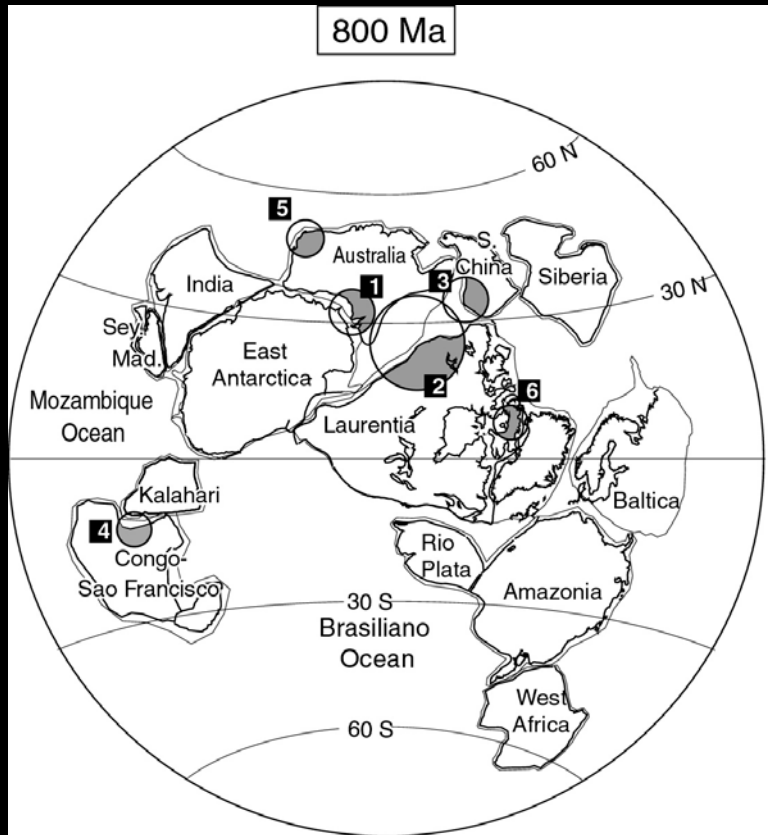 800 Ma
60 N
5
Australia
S.
China
Siberia
India
1
3
30 N
Sey.
Mad.
East
Antarctica
2
6
Mozambique
Ocean
Laurentia
Kalahari
Baltica
4
Congo-
Sao Francisco
Rio
Plata
Amazonia
30 S
Brasiliano
Ocean
West
Africa
60 S